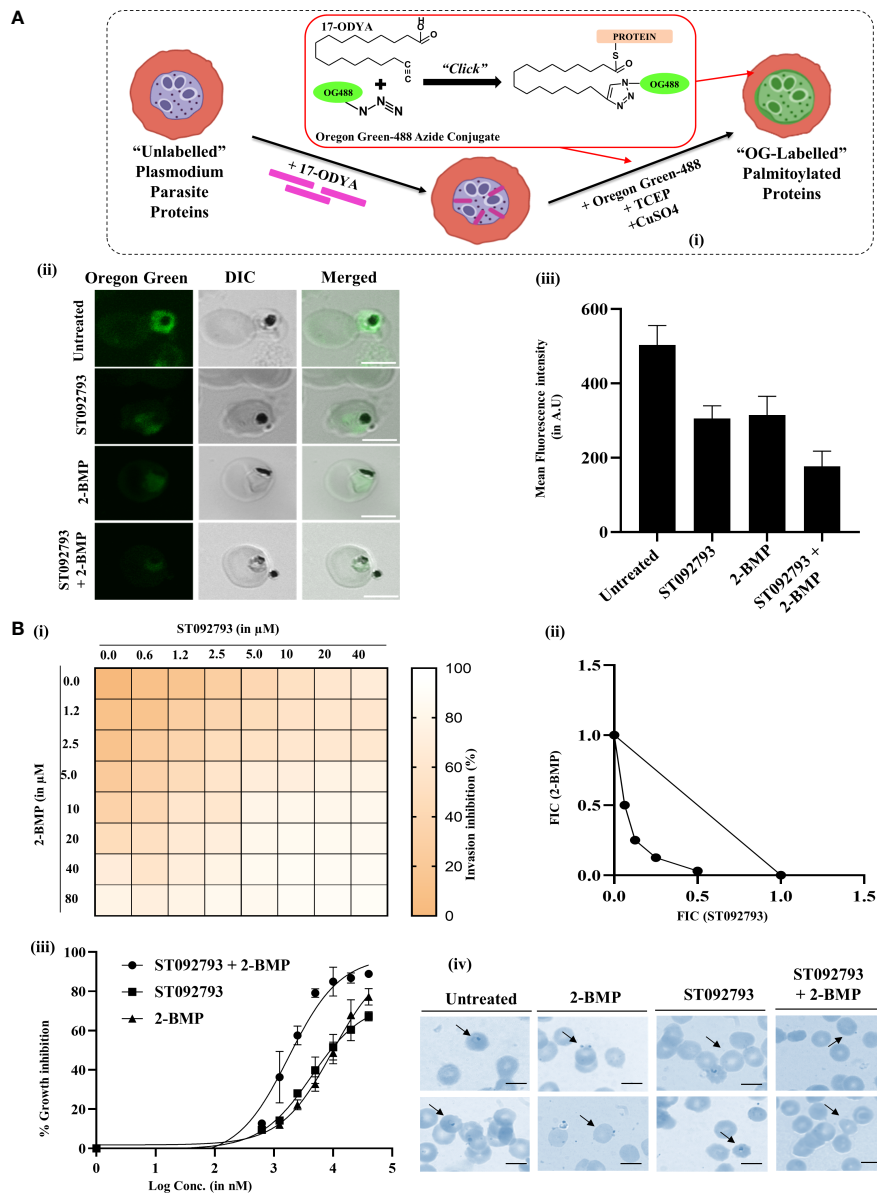 A
17-ODYA
O
H
O
C
C
+
OG488
N
N
N
"Click"
PROTEIN
S
O
N
N
N
OG488
Oregon Green-488 Azide Conjugate
"Unlabelled"
Plasmodium
Parasite
Proteins
+ 17-ODYA
+ Oregon Green-488
+ TCEP
+CuSO4
(i)
"OG-Labelled"
Palmitoylated
Proteins
(ii)
Oregon Green
DIC
Merged
Untreated
ST092793
2-BMP
ST092793
+ 2-BMP
(iii)
Mean Fluorescence intensity
(in A.U)
600
400
200
0
Untreated
ST092793
2-BMP
ST092793 +
2-BMP
B
(i)
ST092793 (in µM)
0.0 0.6 1.2 2.5 5.0 10 20 40
2-BMP (in µM
0.0
1.2
2.5
5.0
10
20
40
80
100
80
60
40
20
0
Invasion inhibition (%)
(ii)
FIC (2-BMP)
1.5
1.0
0.5
0.0
0.0 0.5 1.0 1.5
FIC (ST092793)
(iii)
% Growth inhibition
100
80
60
40
20
0
ST092793 + 2-BMP
ST092793
2-BMP
0 1 2 3 4 5
Log Conc. (in nM)
(iv)
Untreated
2-BMP
ST092793
ST092793
+ 2-BMP